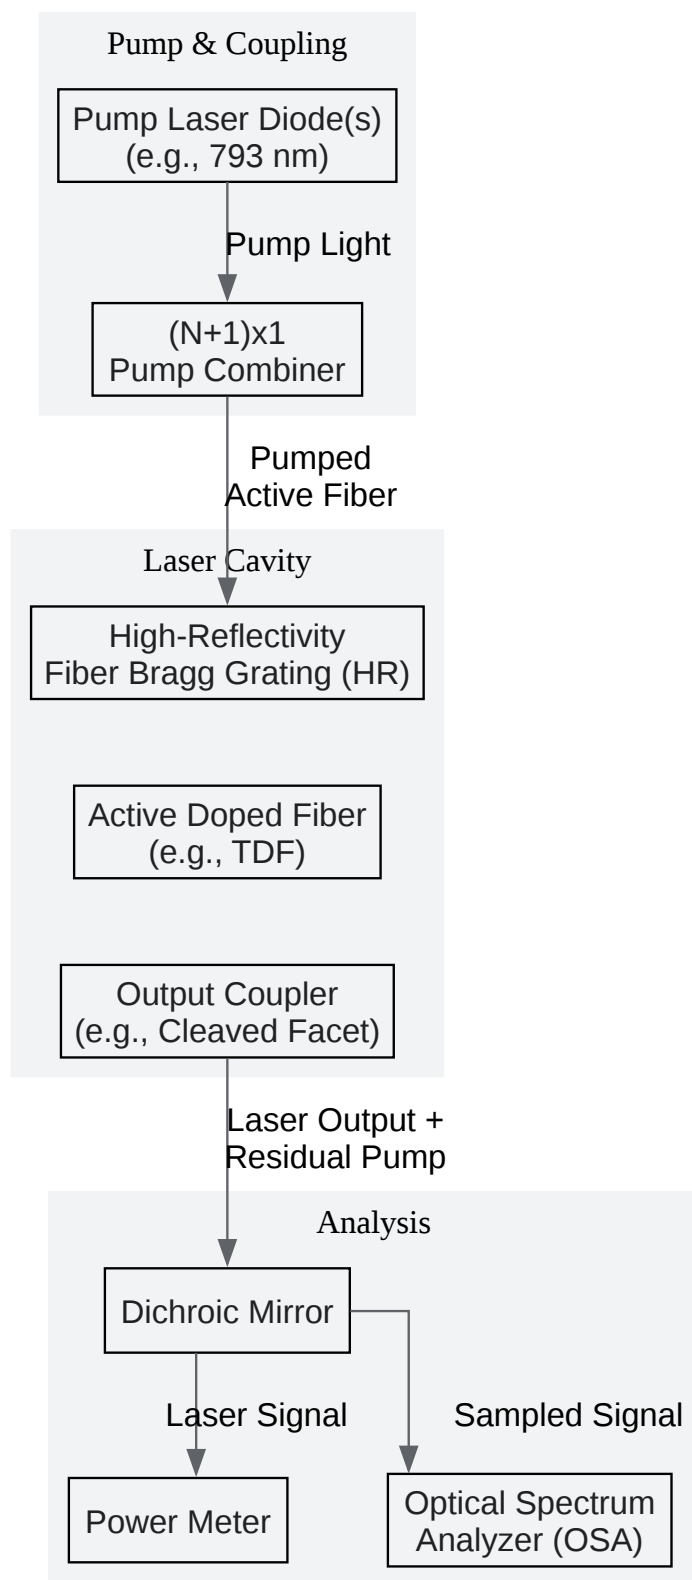 Pump & Coupling
Pump Laser Diode(s)
(e.g., 793 nm)
Pump Light
(N+1)x1
Pump Combiner
Pumped
Active Fiber
Laser Cavity
High-Reflectivity
Fiber Bragg Grating (HR)
Active Doped Fiber
(e.g., TDF)
Output Coupler
(e.g., Cleaved Facet)
Laser Output +
Residual Pump
Analysis
Dichroic Mirror
Laser Signal
Sampled Signal
Power Meter
Optical Spectrum
Analyzer (OSA)